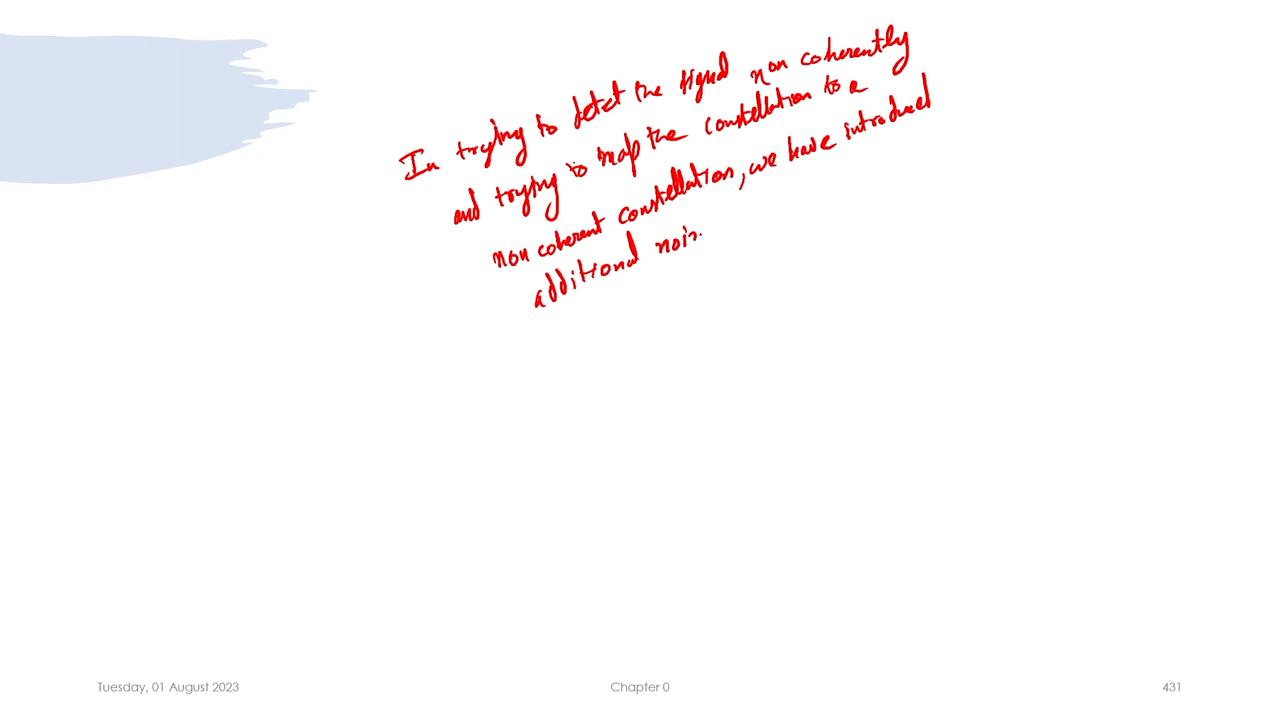 In trying to detect the signal non coherently
and trying to map the constellation to a
non coherent constellation, we have introduced
additional nois
Tuesday, 01 August 2023
Chapter 0
431